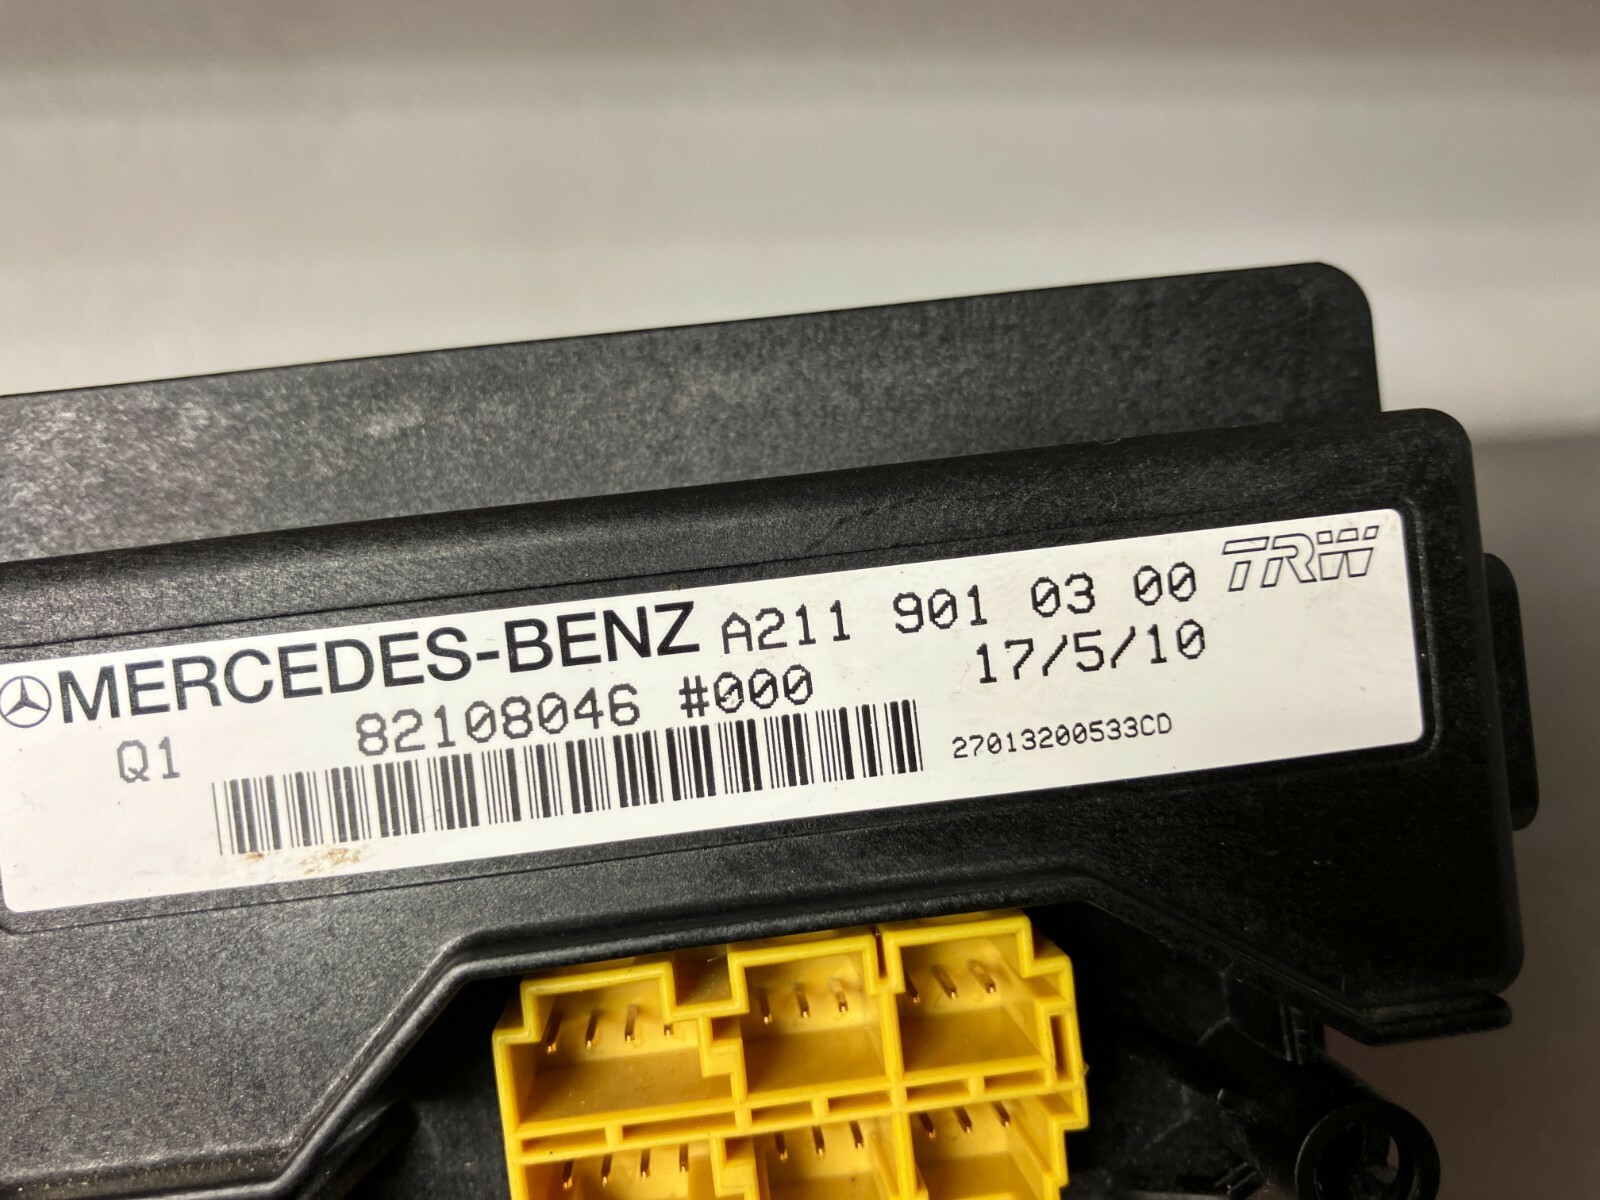 MERCEDES-BENZ A211 901 03 00 TRW
82108046 #000 17/5/10
Q1 27013200533CD